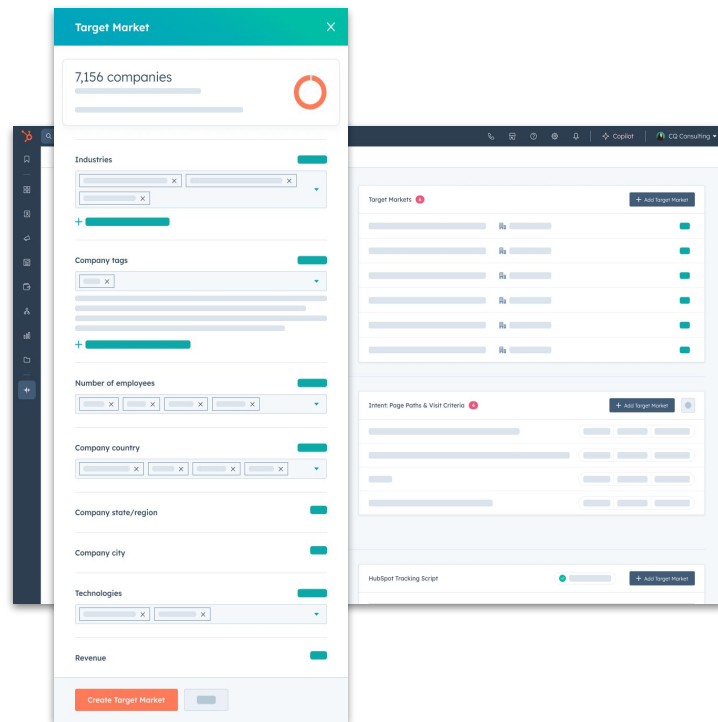 Target Market
7,156 companies
Industries
Company tags
Number of employees
Company country
Company state/region
Company city
Technologies
Revenue
Create Target Market
Copilot
CQ Consulting
Target Markets
+ Add Target Market
Intent: Page Paths & Visit Criteria
+ Add Target Market
HubSpot Tracking Script
+ Add Target Market